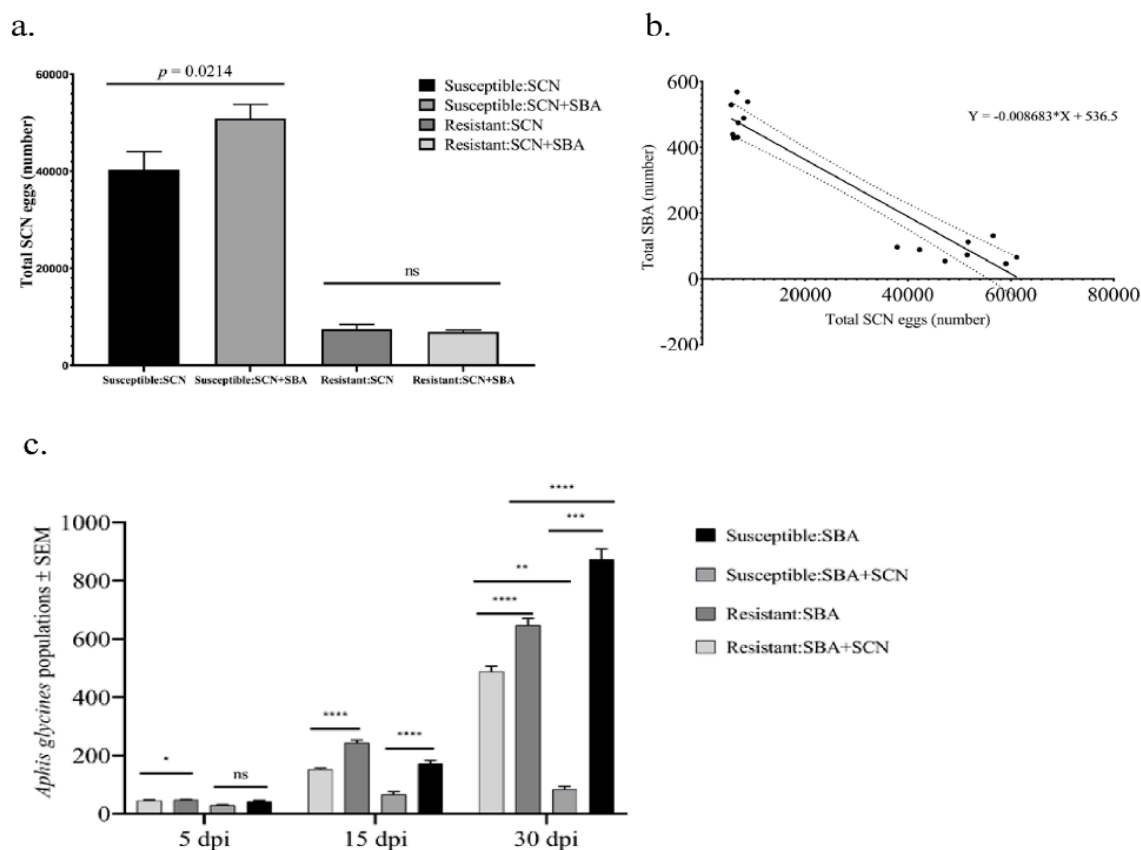 a.
p = 0.0214
ns
60000
40000
20000
0
Total SCN eggs (number)
Susceptible:SCN
Susceptible:SCN+SBA
Resistant:SCN
Resistant:SCN+SBA
Susceptible:SCN
Susceptible:SCN+SBA
Resistant:SCN
Resistant:SCN+SBA
b.
Y = -0.008683*X + 536.5
600
400
200
0
-200
Total SBA (number)
20000
40000
60000
80000
Total SCN eggs (number)
c.
1000
800
600
400
200
0
Aphis glycines populations ± SEM
*
ns
****
****
****
**
***
****
5 dpi
15 dpi
30 dpi
Susceptible:SBA
Susceptible:SBA+SCN
Resistant:SBA
Resistant:SBA+SCN